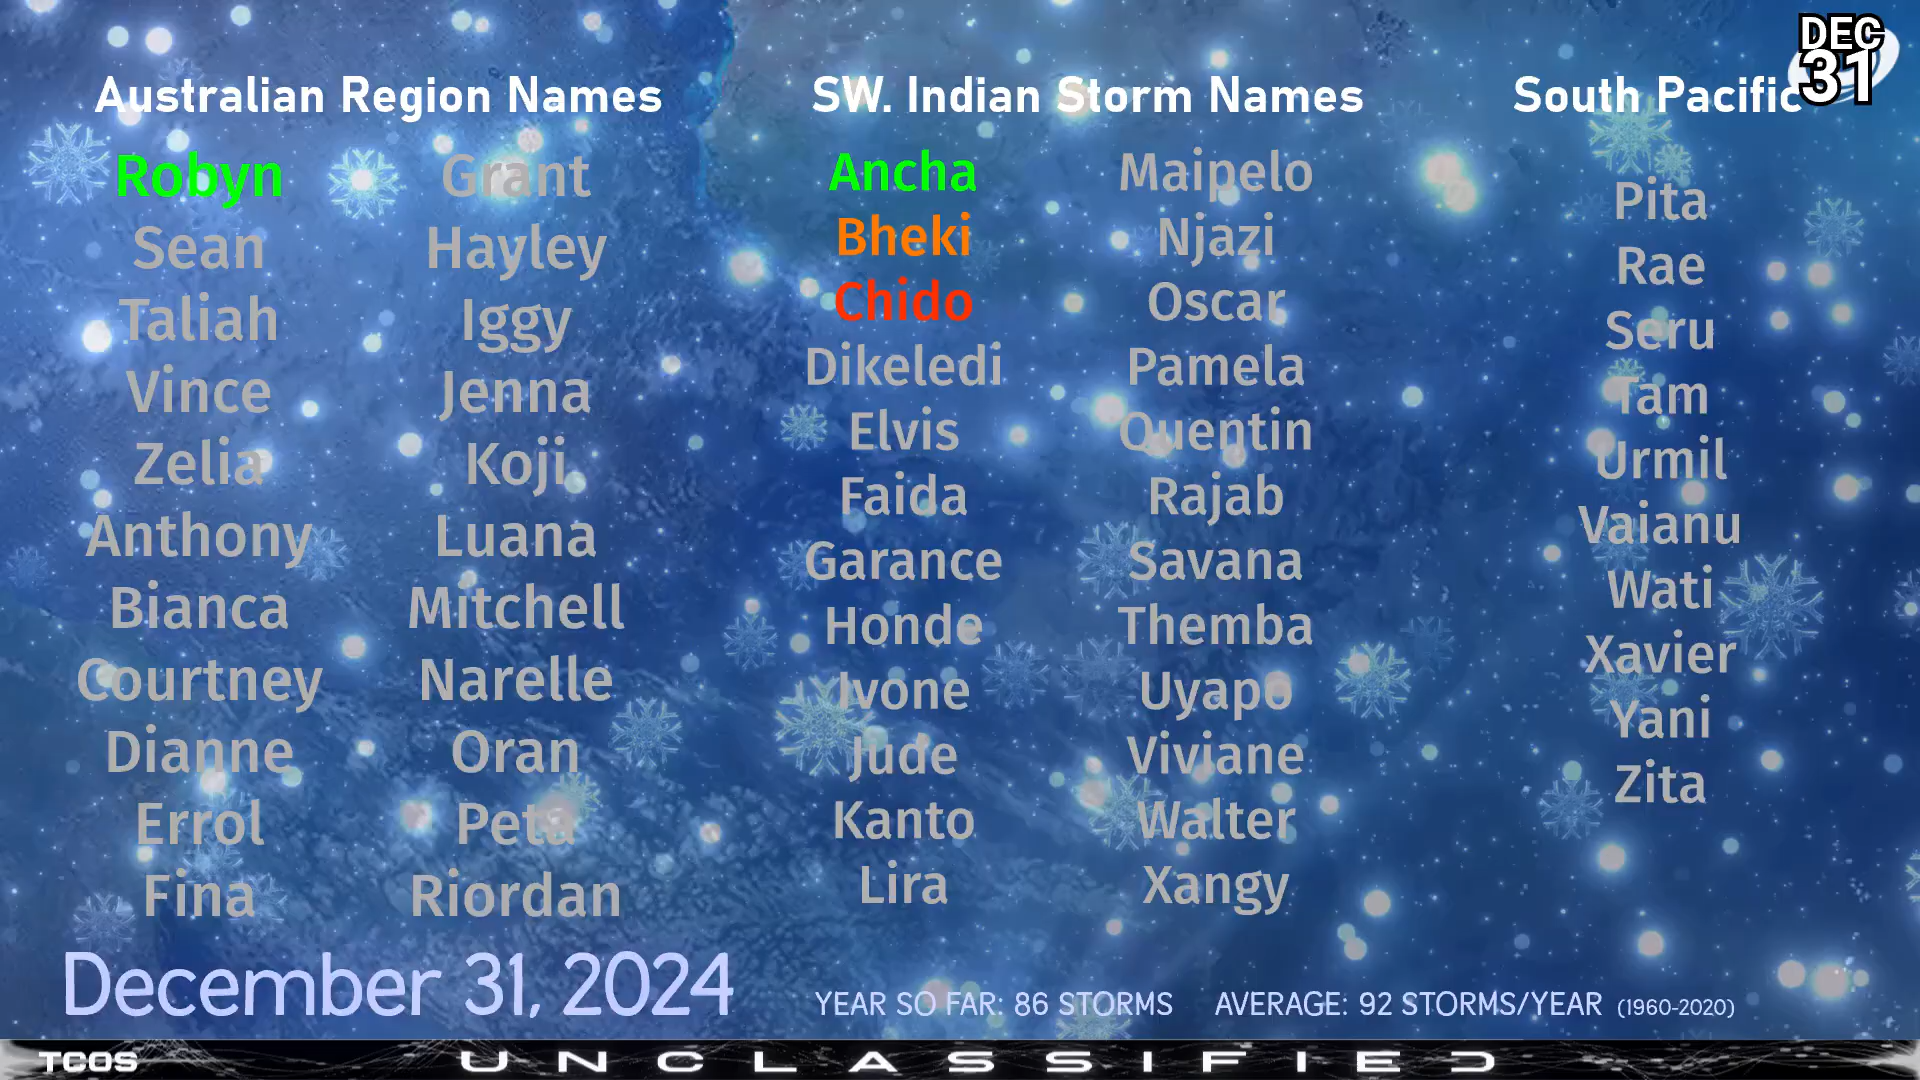 DEC
31
Australian Region Names
Robyn
Sean
Taliah
Vince
Zelia
Anthony
Bianca
Courtney
Dianne
Errol
Fina
Grant
Hayley
Iggy
Jenna
Koji
Luana
Mitchell
Narelle
Oran
Peta
Riordan
SW. Indian Storm Names
Ancha
Bheki
Chido
Dikeledi
Elvis
Faida
Garance
Honde
Ivone
Jude
Kanto
Lira
Maipelo
Njazi
Oscar
Pamela
Quentin
Rajab
Savana
Themba
Uyapo
Viviane
Walter
Xangy
South Pacific
Pita
Rae
Seru
Tam
Urmil
Vaianu
Wati
Xavier
Yani
Zita
December 31, 2024
YEAR SO FAR: 86 STORMS AVERAGE: 92 STORMS/YEAR (1960-2020)
TCOS UNCLASSIFIED